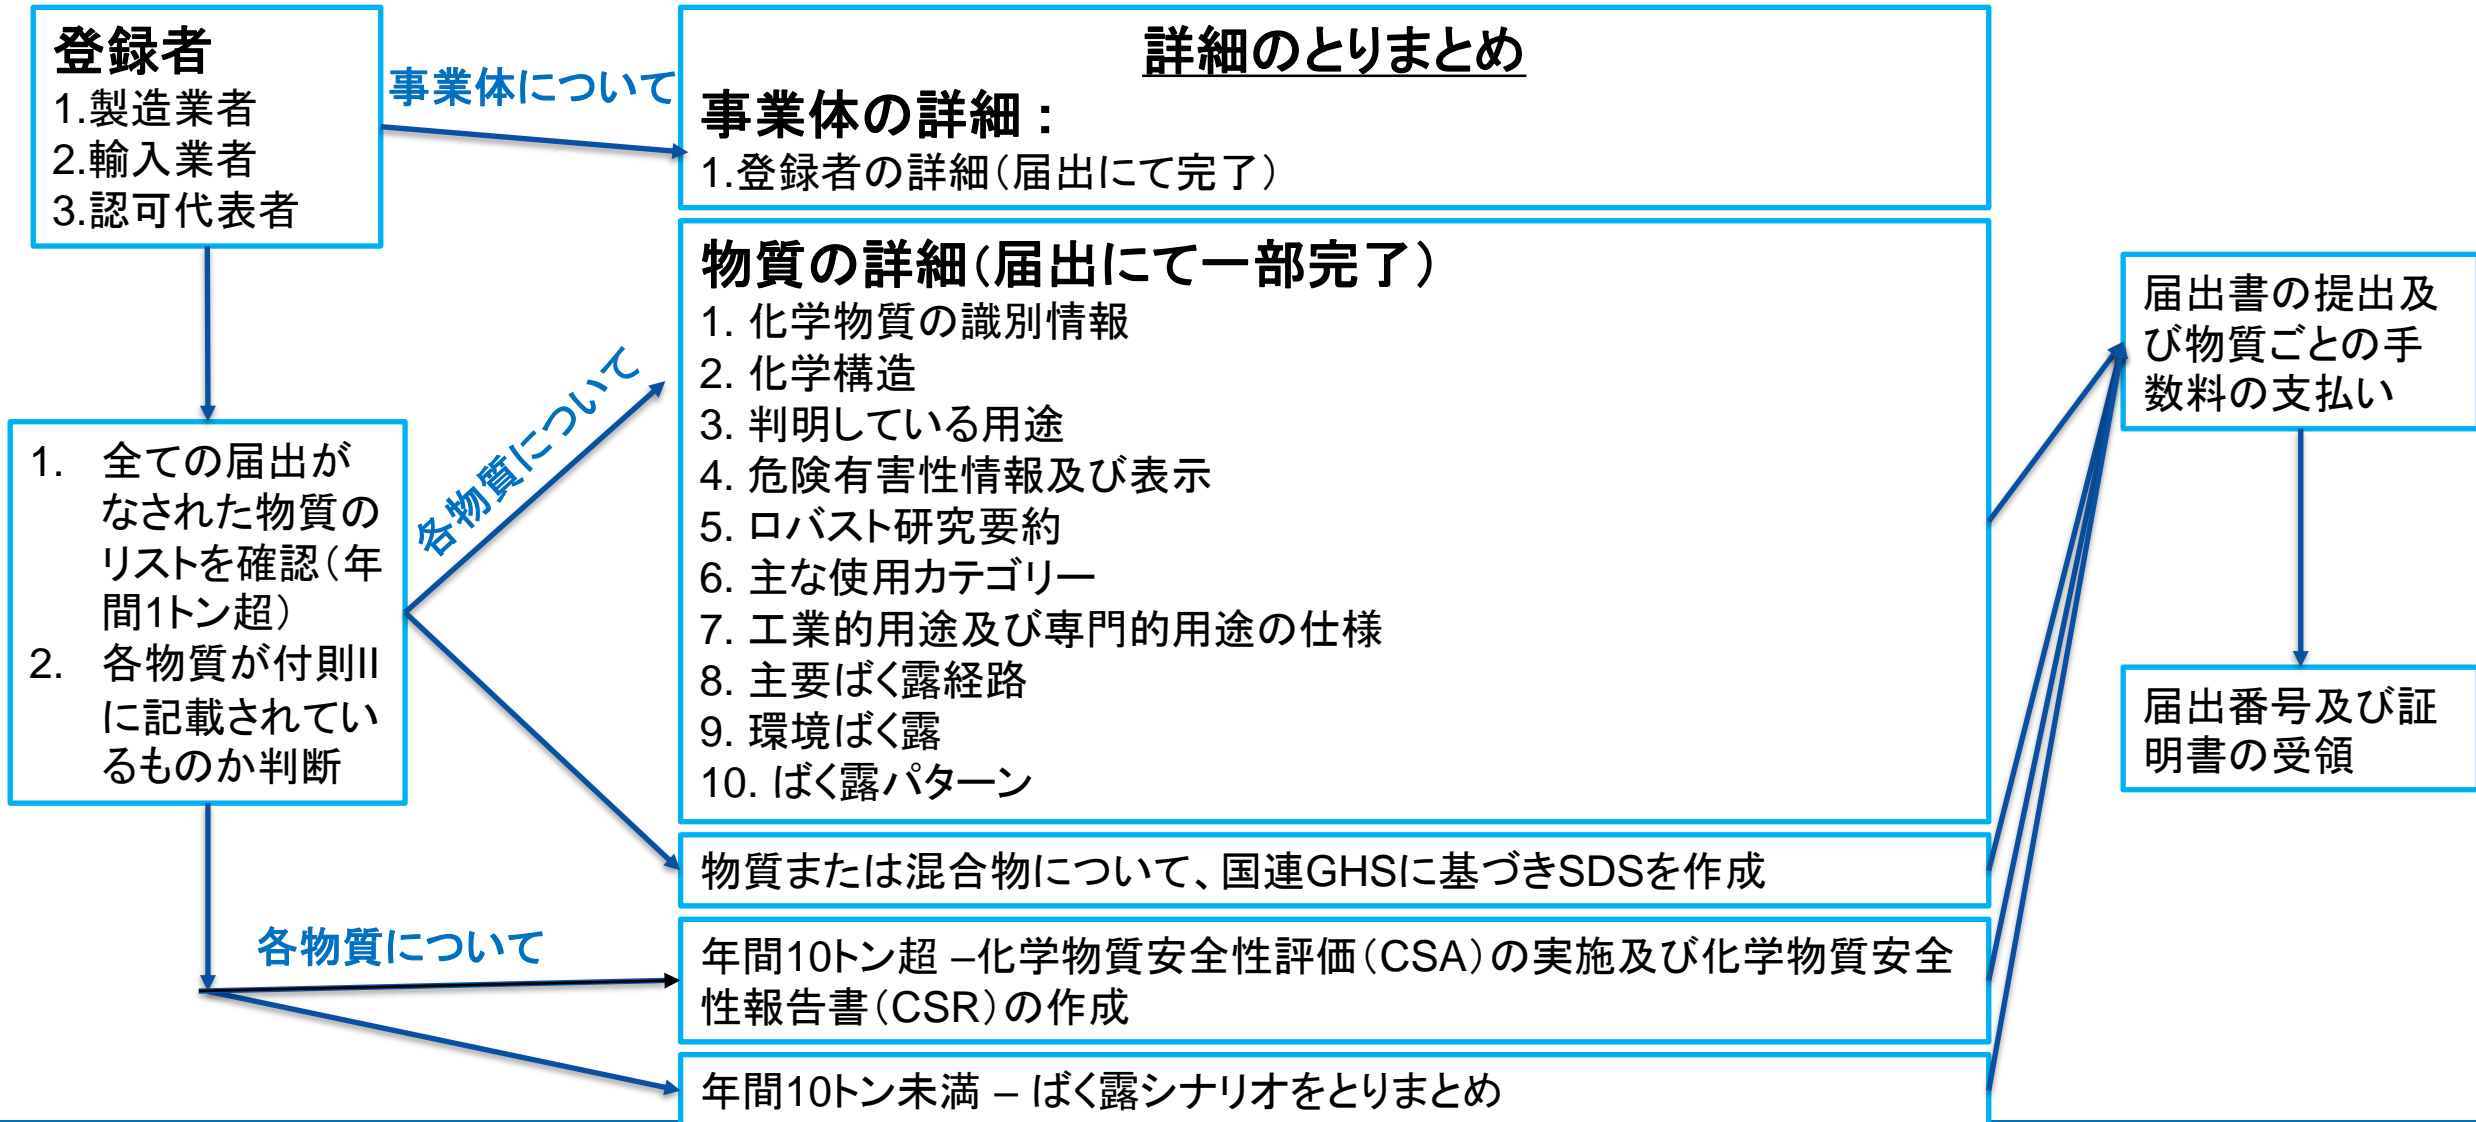 登録者
1.製造業者
2.輸入業者
3.認可代表者
事業体について
詳細のとりまとめ
事業体の詳細：
1.登録者の詳細（届出にて完了）
1. 全ての届出が
なされた物質の
リストを確認（年
間1トン超）
2. 各物質が付則II
に記載されてい
るものか判断
各物質について
物質の詳細（届出にて一部完了）
1. 化学物質の識別情報
2. 化学構造
3. 判明している用途
4. 危険有害性情報及び表示
5. ロバスト研究要約
6. 主な使用カテゴリー
7. 工業的用途及び専門的用途の仕様
8. 主要ばく露経路
9. 環境ばく露
10. ばく露パターン
物質または混合物について、国連GHSに基づきSDSを作成
各物質について
年間10トン超 –化学物質安全性評価（CSA）の実施及び化学物質安全
性報告書（CSR）の作成
年間10トン未満 – ばく露シナリオをとりまとめ
届出書の提出及
び物質ごとの手
数料の支払い
届出番号及び証
明書の受領